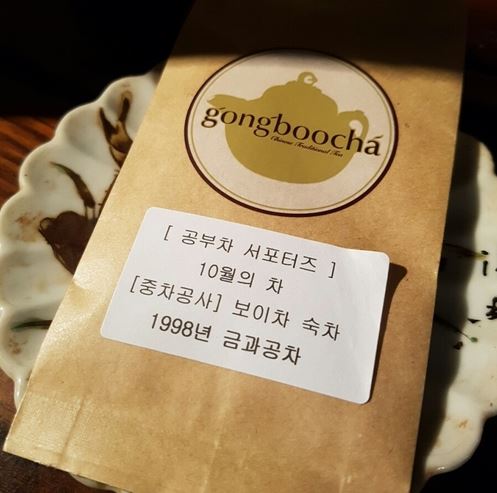 gongboocha
Chinese Traditional Tea
[ 공부차 서포터즈 ]
10월의 차
[중차공사] 보이차 숙차
1998년 금과공차